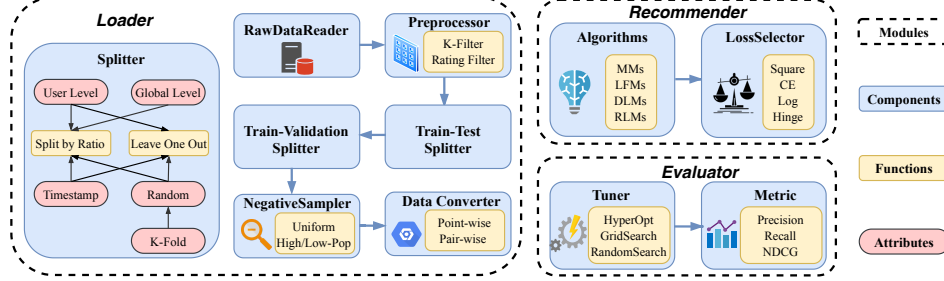 Loader
Splitter
User Level
Global Level
Split by Ratio
Leave One Out
Timestamp
Random
K-Fold
RawDataReader
Preprocessor
K-Filter
Rating Filter
Train-Validation
Splitter
Train-Test
Splitter
NegativeSampler
Uniform
High/Low-Pop
Data Converter
Point-wise
Pair-wise
Recommender
Algorithms
MMs
LFMs
DLMs
RLMs
LossSelector
Square
CE
Log
Hinge
Evaluator
Tuner
HyperOpt
GridSearch
RandomSearch
Metric
Precision
Recall
NDCG
Modules
Components
Functions
Attributes